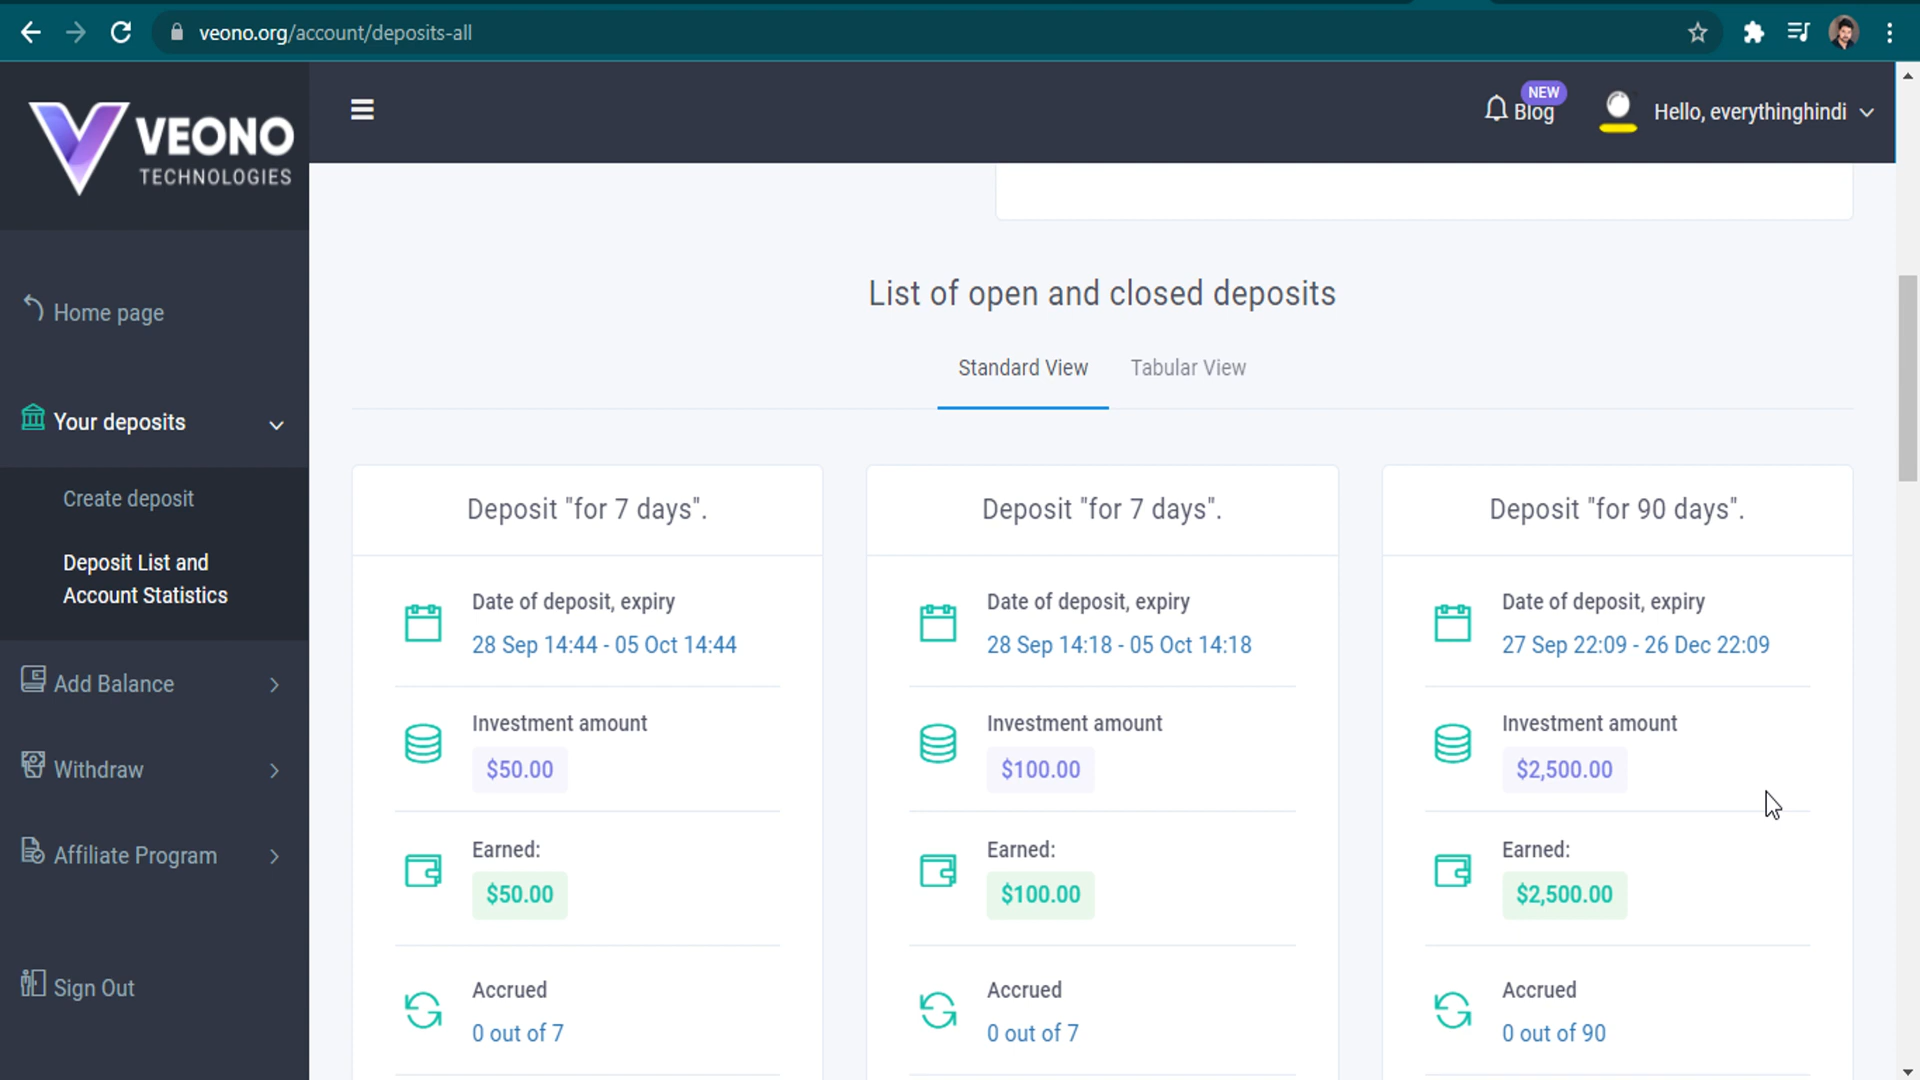 veono.org/account/deposits-all
VEONO
TECHNOLOGIES
NEW
Blog
Hello, everythinghindi
Home page
Your deposits
Create deposit
Deposit List and
Account Statistics
Add Balance
Withdraw
Affiliate Program
Sign Out
List of open and closed deposits
Standard View
Tabular View
Deposit "for 7 days".
Date of deposit, expiry
28 Sep 14:44 - 05 Oct 14:44
Investment amount
$50.00
Earned:
$50.00
Accrued
0 out of 7
Deposit "for 7 days".
Date of deposit, expiry
28 Sep 14:18 - 05 Oct 14:18
Investment amount
$100.00
Earned:
$100.00
Accrued
0 out of 7
Deposit "for 90 days".
Date of deposit, expiry
27 Sep 22:09 - 26 Dec 22:09
Investment amount
$2,500.00
Earned:
$2,500.00
Accrued
0 out of 90